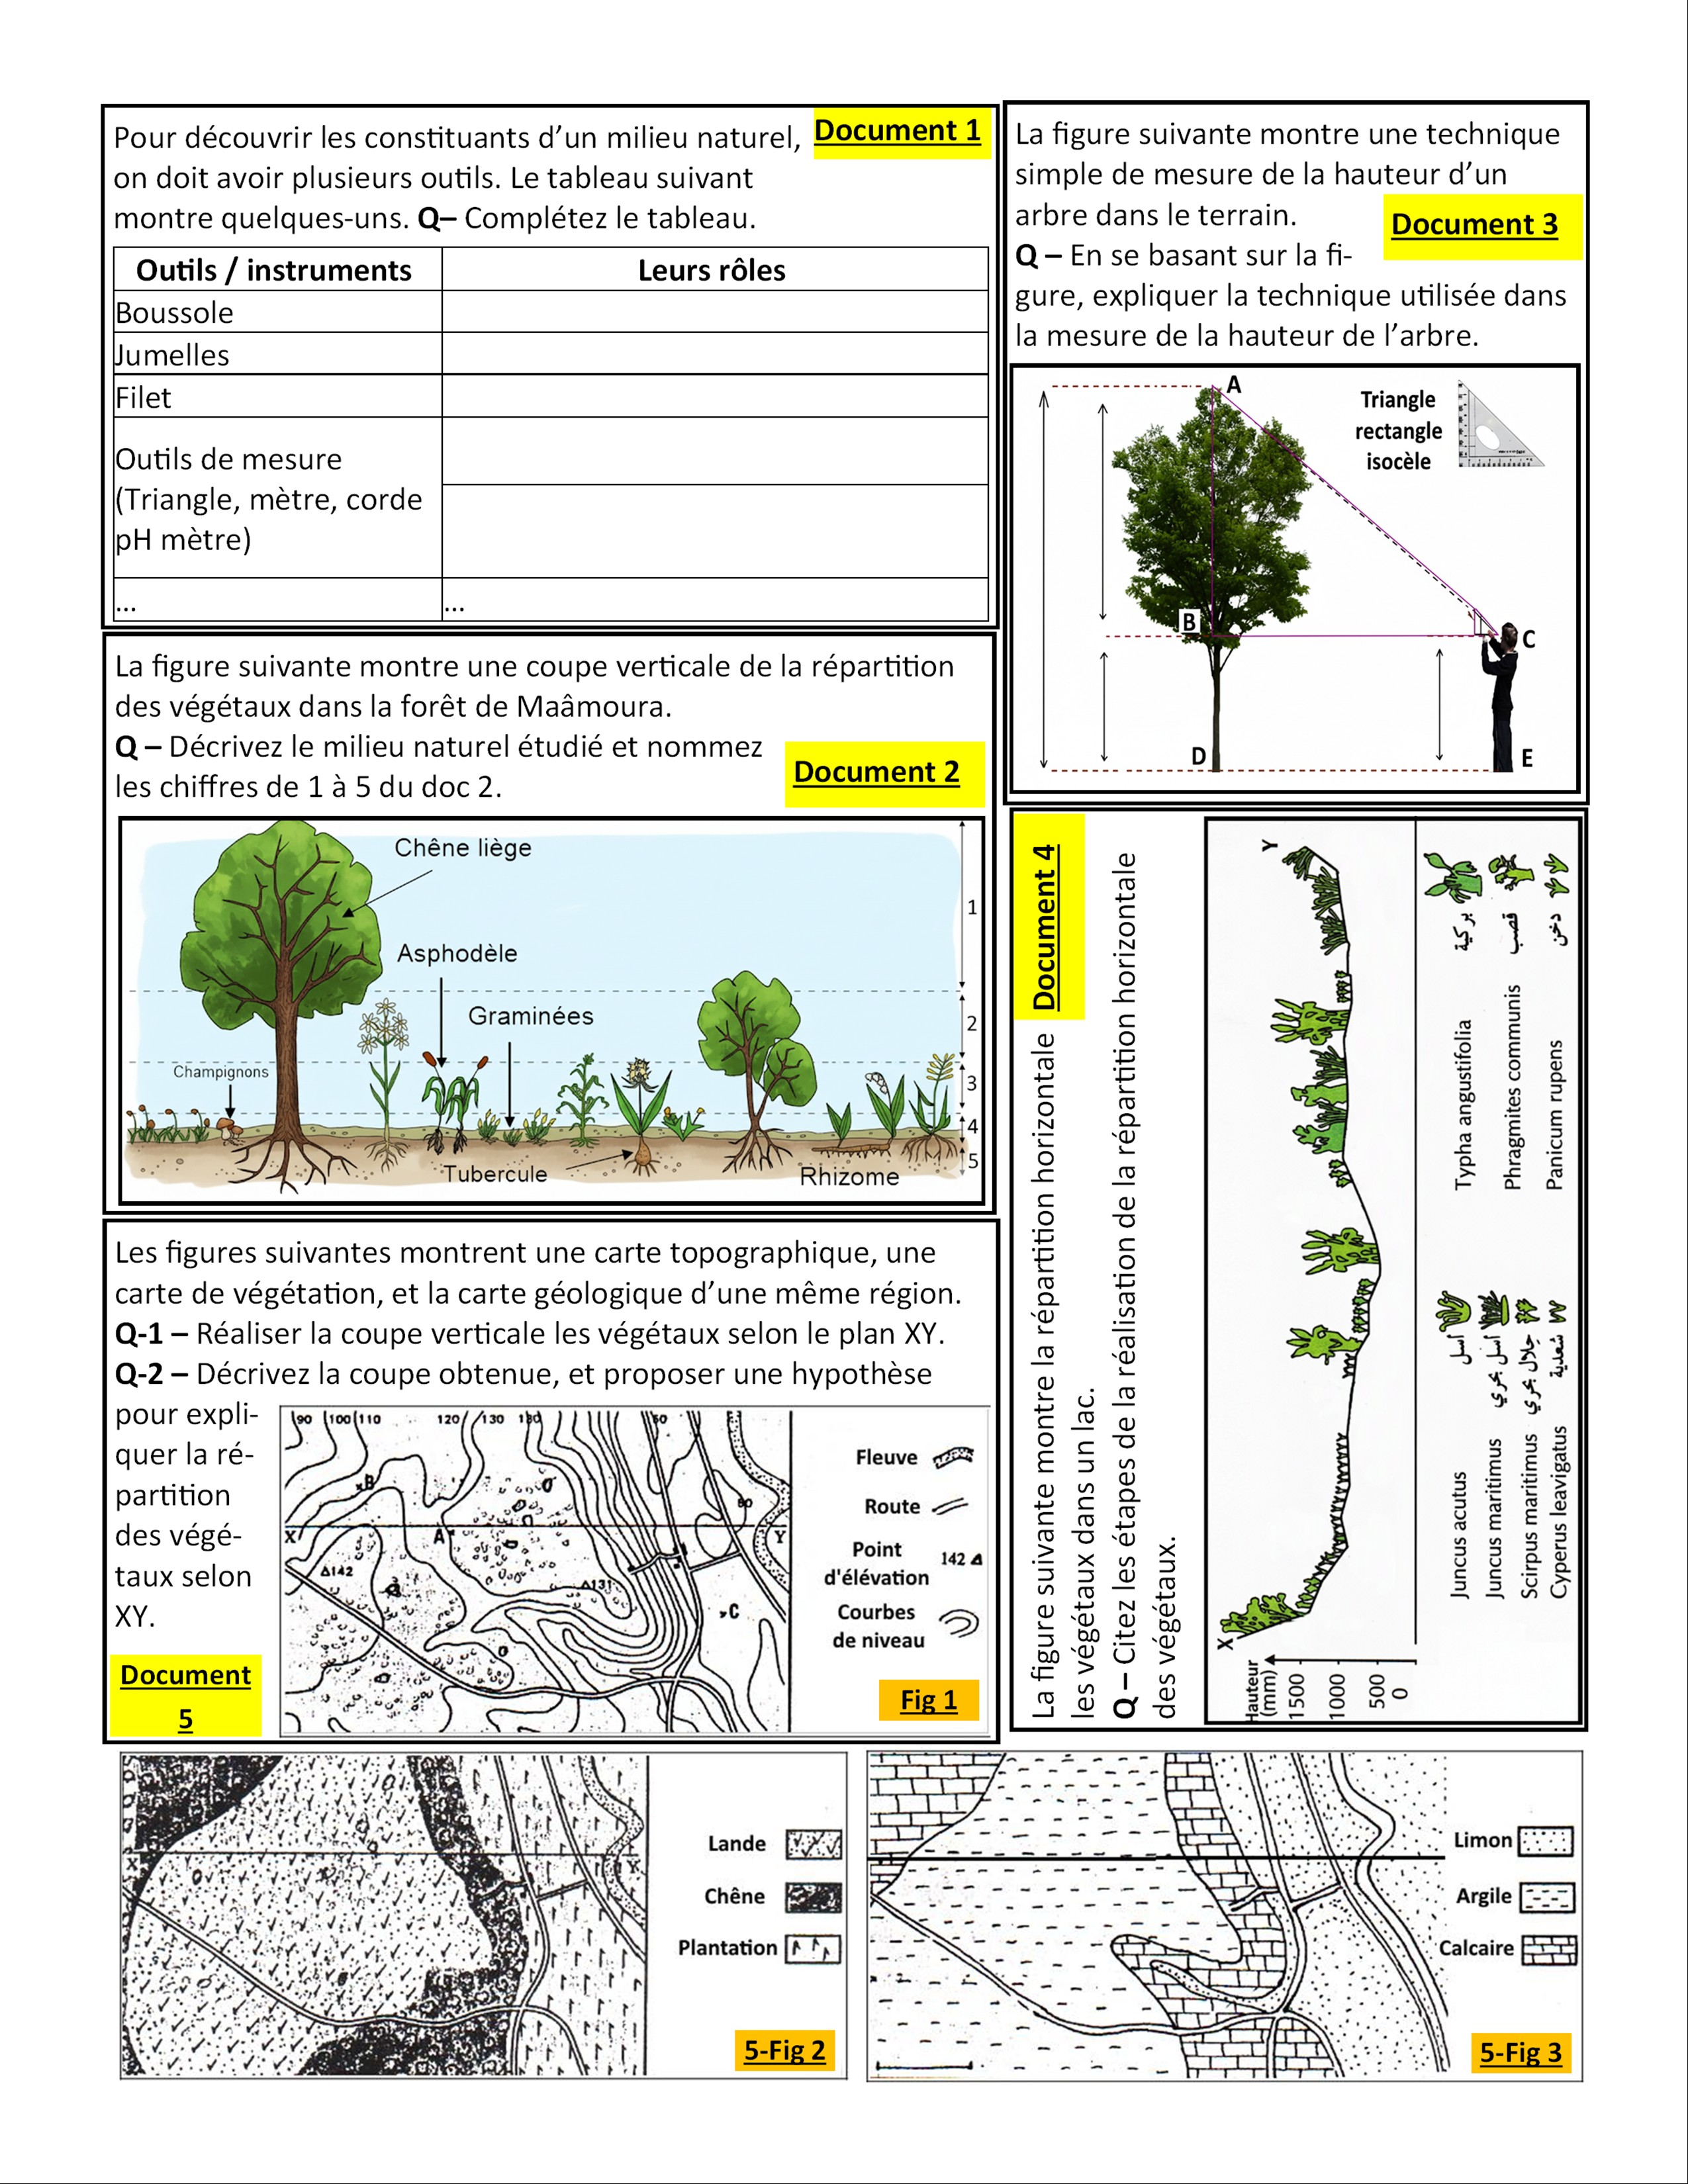 Pour découvrir les constituants d'un milieu naturel,
Document 1
on doit avoir plusieurs outils. Le tableau suivant
montre quelques-uns. Q– Complétez le tableau.
Outils / instruments
Leurs rôles
Boussole
Jumelles
Filet
Outils de mesure
(Triangle, mètre, corde
pH mètre)
...
...
La figure suivante montre une coupe verticale de la répartition
des végétaux dans la forêt de Maâmoura.
Q – Décrivez le milieu naturel étudié et nommez
les chiffres de 1 à 5 du doc 2.
Document 2
Chêne liège
Asphodèle
Graminées
Champignons
Tubercule
Rhizome
1
2
3
4
5
Les figures suivantes montrent une carte topographique, une
carte de végétation, et la carte géologique d'une même région.
Q-1 – Réaliser la coupe verticale les végétaux selon le plan XY.
Q-2 – Décrivez la coupe obtenue, et proposer une hypothèse
pour expli-
quer la ré-
partition
des végé-
taux selon
XY.
Document
5
90 100 110 120 130 130 50
B
80
X
A
Y
142
131
C
Fleuve
Route
Point
d'élévation
142
Courbes
de niveau
Fig 1
La figure suivante montre une technique
simple de mesure de la hauteur d'un
arbre dans le terrain.
Document 3
Q – En se basant sur la fi-
gure, expliquer la technique utilisée dans
la mesure de la hauteur de l'arbre.
A
Triangle
rectangle
isocèle
B
C
D
E
La figure suivante montre la répartition horizontale
Document 4
les végétaux dans un lac.
Q – Citez les étapes de la réalisation de la répartition horizontale
des végétaux.
X
Y
Hauteur
(mm)
1500
1000
500
0
Juncus acutus
أسل
Juncus maritimus
أسل بحري
Scirpus maritimus
جلال بحري
Cyperus leavigatus
سُعدية
Typha angustifolia
بركية
Phragmites communis
قصب
Panicum rupens
دخن
X
Y
Lande
Chêne
Plantation
5-Fig 2
Limon
Argile
Calcaire
5-Fig 3